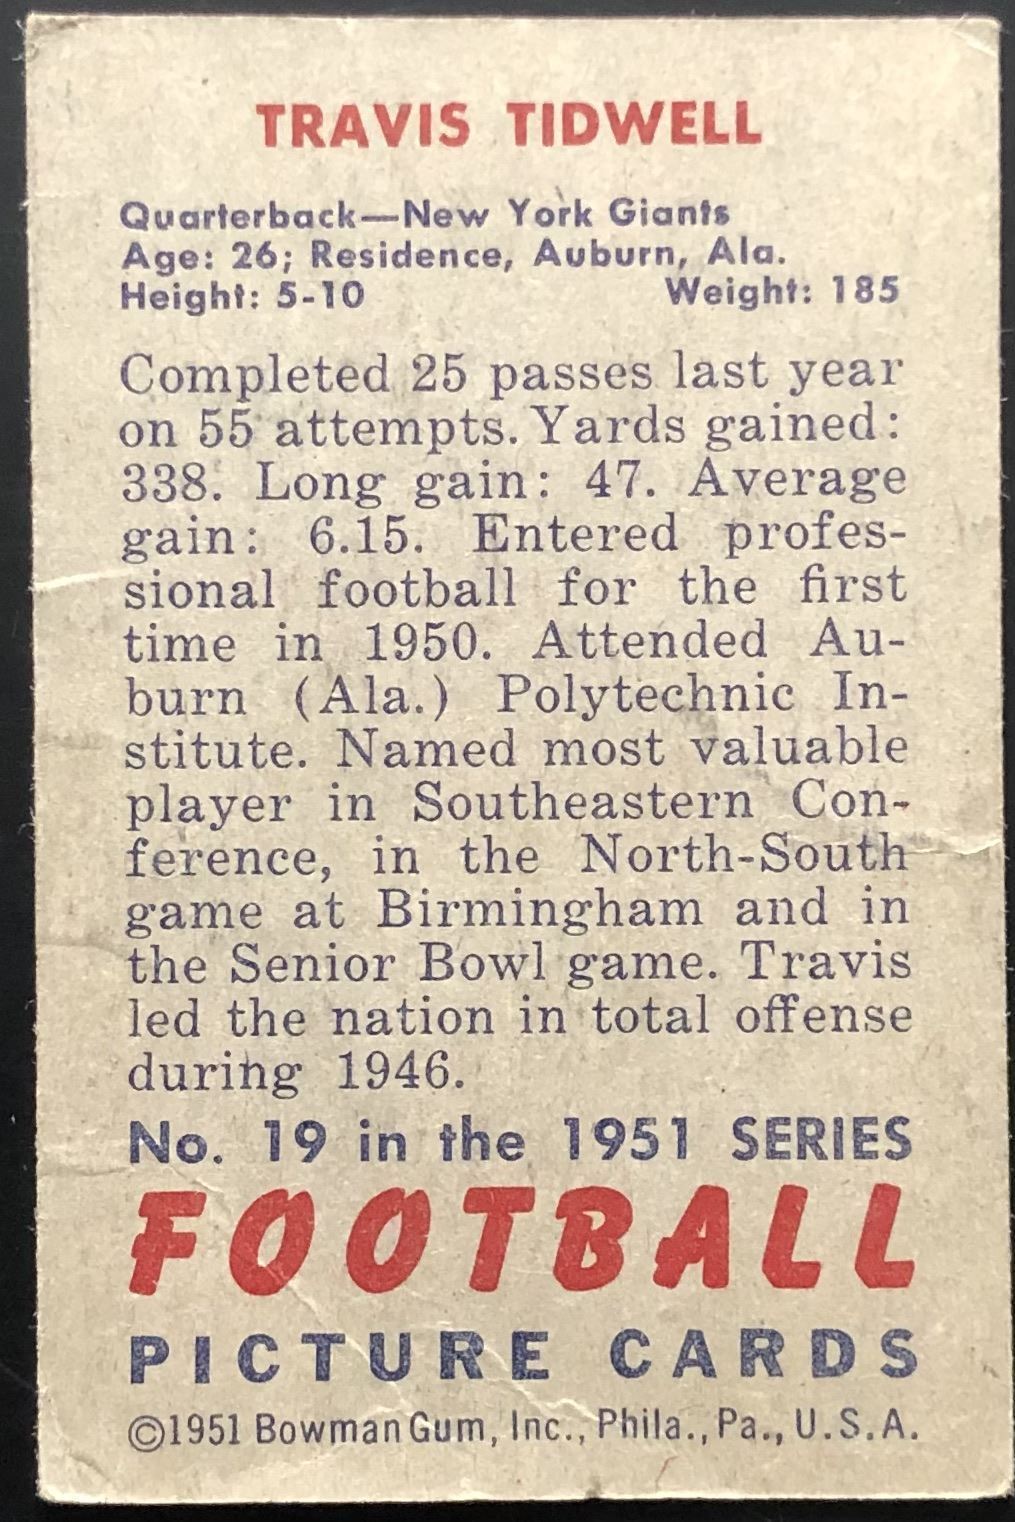 TRAVIS TIDWELL
Quarterback—New York Giants
Age: 26; Residence, Auburn, Ala.
Height: 5-10 Weight: 185
Completed 25 passes last year
on 55 attempts. Yards gained:
338. Long gain: 47. Average
gain: 6.15. Entered profes-
sional football for the first
time in 1950. Attended Au-
burn (Ala.) Polytechnic In-
stitute. Named most valuable
player in Southeastern Con-
ference, in the North-South
game at Birmingham and in
the Senior Bowl game. Travis
led the nation in total offense
during 1946.
No. 19 in the 1951 SERIES
FOOTBALL
PICTURE CARDS
©1951 Bowman Gum, Inc., Phila., Pa., U.S.A.